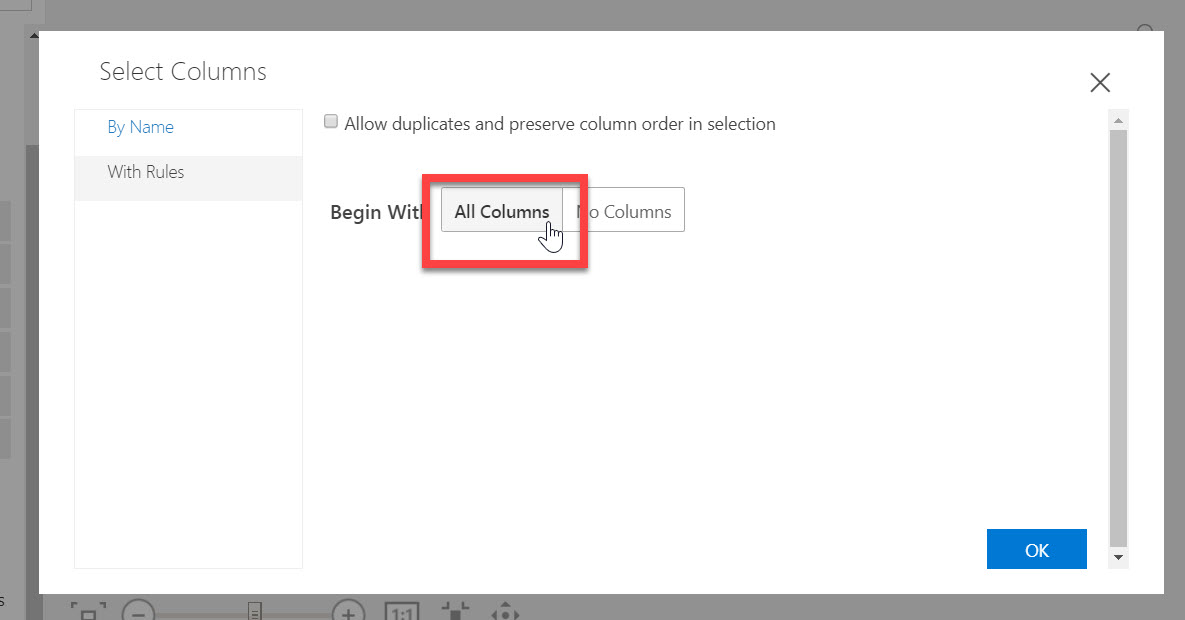 Select Columns
By Name
With Rules
Allow duplicates and preserve column order in selection
Begin With
All Columns
No Columns
OK
s
1:1